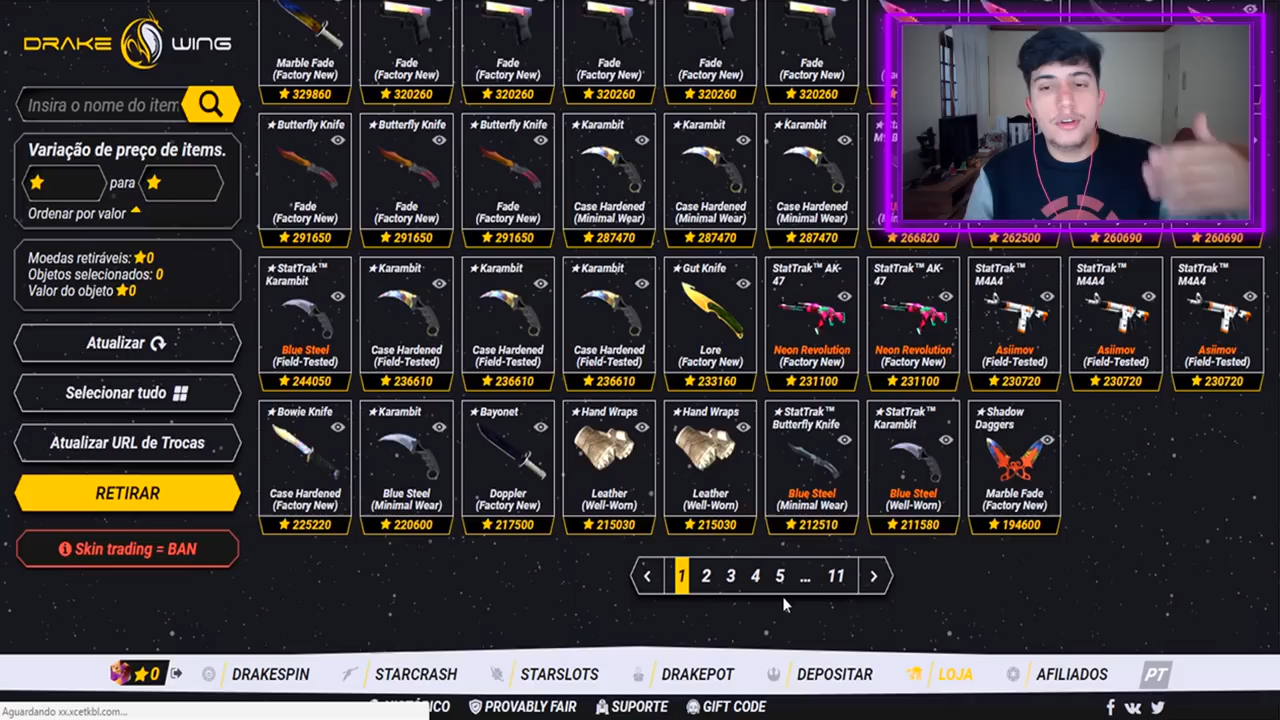 DRAKE WING
Insira o nome do item
Variação de preço de items.
para
Ordenar por valor
Moedas retiráveis: 0
Objetos selecionados: 0
Valor do objeto 0
Atualizar
Selecionar tudo
Atualizar URL de Trocas
RETIRAR
Skin trading = BAN
Marble Fade
(Factory New)
329860
Fade
(Factory New)
320260
Fade
(Factory New)
320260
Fade
(Factory New)
320260
Fade
(Factory New)
320260
Fade
(Factory New)
320260
★ Butterfly Knife
Fade
(Factory New)
291650
★ Butterfly Knife
Fade
(Factory New)
291650
★ Butterfly Knife
Fade
(Factory New)
291650
★ Karambit
Case Hardened
(Minimal Wear)
287470
★ Karambit
Case Hardened
(Minimal Wear)
287470
★ Karambit
Case Hardened
(Minimal Wear)
287470
266820
262500
260690
260690
★ StatTrak™
Karambit
Blue Steel
(Field-Tested)
244050
★ Karambit
Case Hardened
(Field-Tested)
236610
★ Karambit
Case Hardened
(Field-Tested)
236610
★ Karambit
Case Hardened
(Field-Tested)
236610
★ Gut Knife
Lore
(Factory New)
233160
StatTrak™ AK-
47
Neon Revolution
(Factory New)
231100
StatTrak™ AK-
47
Neon Revolution
(Factory New)
231100
StatTrak™
M4A4
Asiimov
(Field-Tested)
230720
StatTrak™
M4A4
Asiimov
(Field-Tested)
230720
StatTrak™
M4A4
Asiimov
(Field-Tested)
230720
★ Bowie Knife
Case Hardened
(Factory New)
225220
★ Karambit
Blue Steel
(Minimal Wear)
220600
★ Bayonet
Doppler
(Factory New)
217500
★ Hand Wraps
Leather
(Well-Worn)
215030
★ Hand Wraps
Leather
(Well-Worn)
215030
★ StatTrak™
Butterfly Knife
Blue Steel
(Minimal Wear)
212510
★ StatTrak™
Karambit
Blue Steel
(Well-Worn)
211580
★ Shadow
Daggers
Marble Fade
(Factory New)
194600
< 1 2 3 4 5 ... 11 >
0 DRAKESPIN STARCRASH STARSLOTS DRAKEPOT DEPOSITAR LOJA AFILIADOS PT
PROVABLY FAIR SUPORTE GIFT CODE
Aguardando xx.xcetkbl.com...